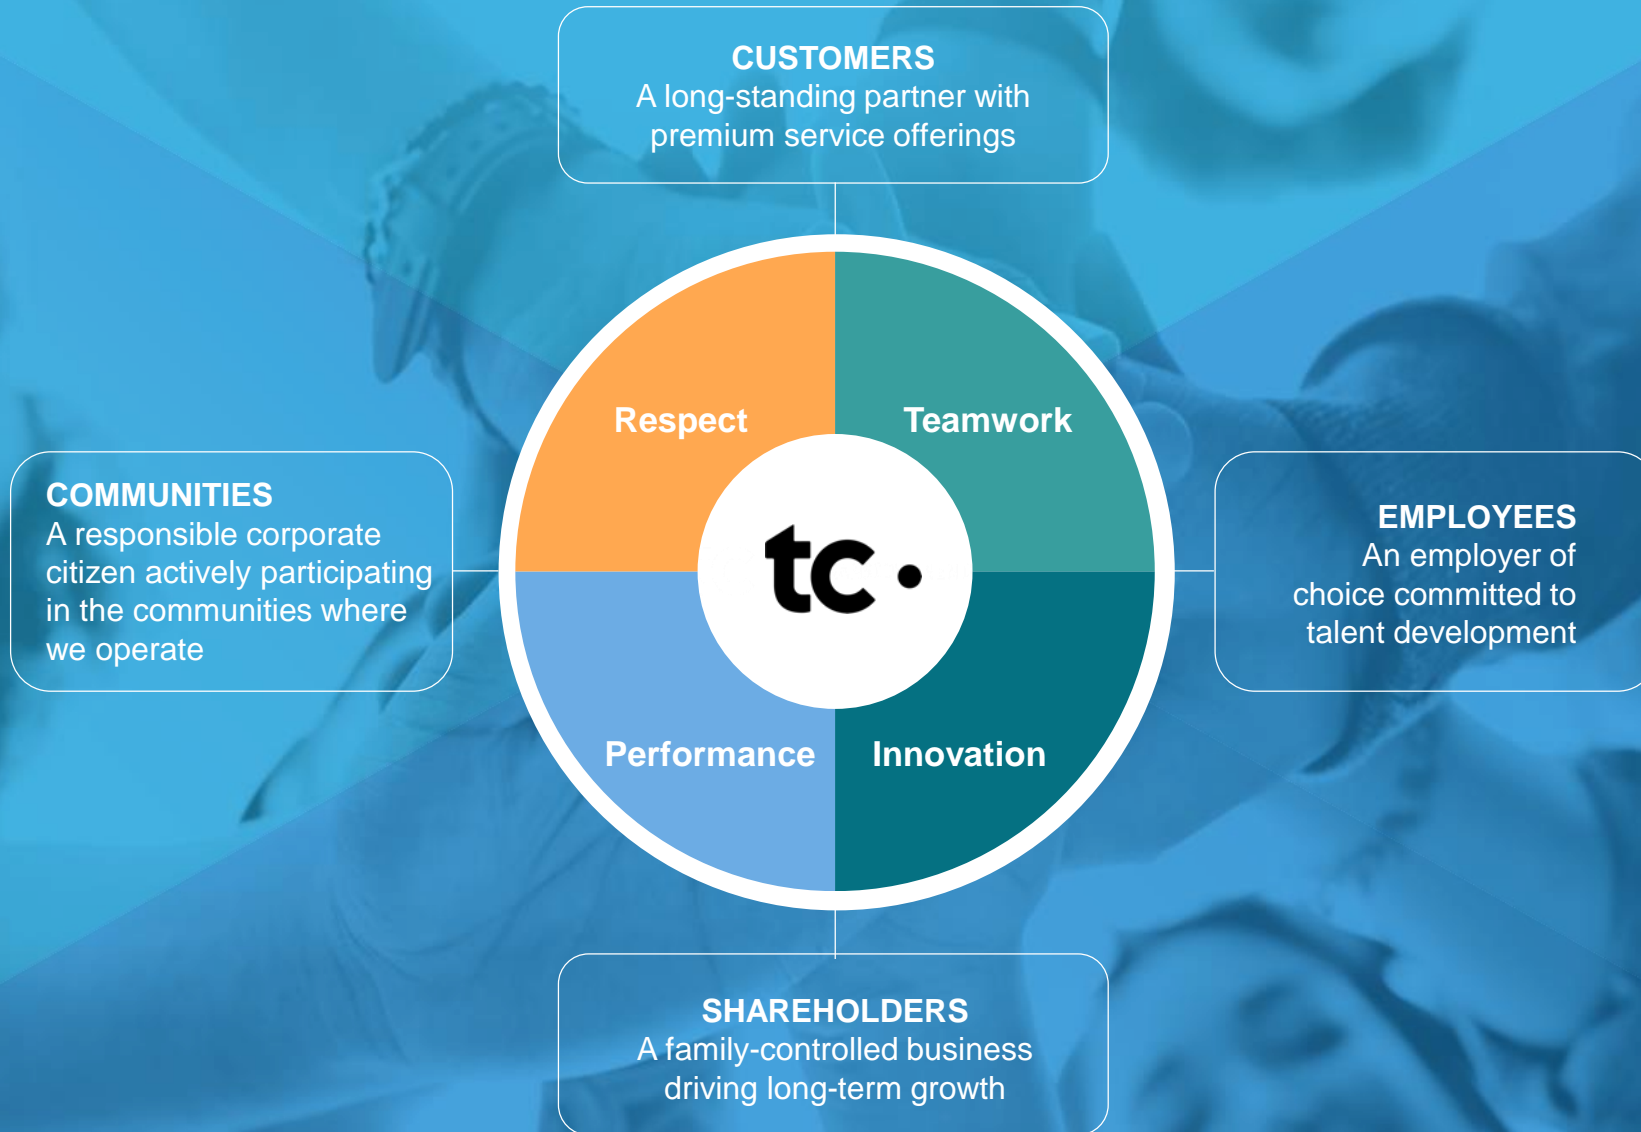 CUSTOMERS
A long-standing partner with
premium service offerings
Respect
Teamwork
COMMUNITIES
A responsible corporate
citizen actively participating
in the communities where
we operate
tc.
EMPLOYEES
An employer of
choice committed to
talent development
Performance
Innovation
SHAREHOLDERS
A family-controlled business
driving long-term growth